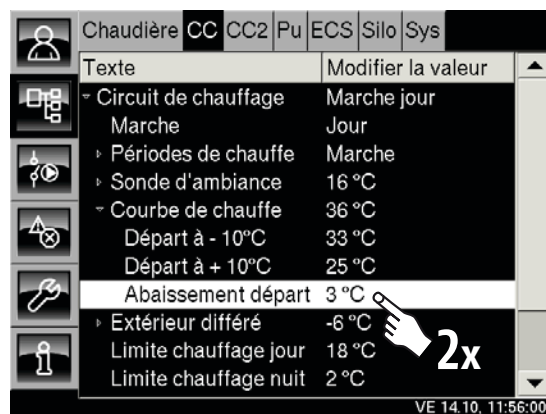 Chaudière CC CC2 Pu ECS Silo Sys
Texte Modifier la valeur
Circuit de chauffage Marche jour
Marche Jour
Périodes de chauffe Marche
Sonde d'ambiance 16 °C
Courbe de chauffe 36 °C
Départ à - 10°C 33 °C
Départ à + 10°C 25 °C
Abaissement départ 3 °C
2x
Extérieur différé -6 °C
Limite chauffage jour 18 °C
Limite chauffage nuit 2 °C
VE 14.10, 11:56:00